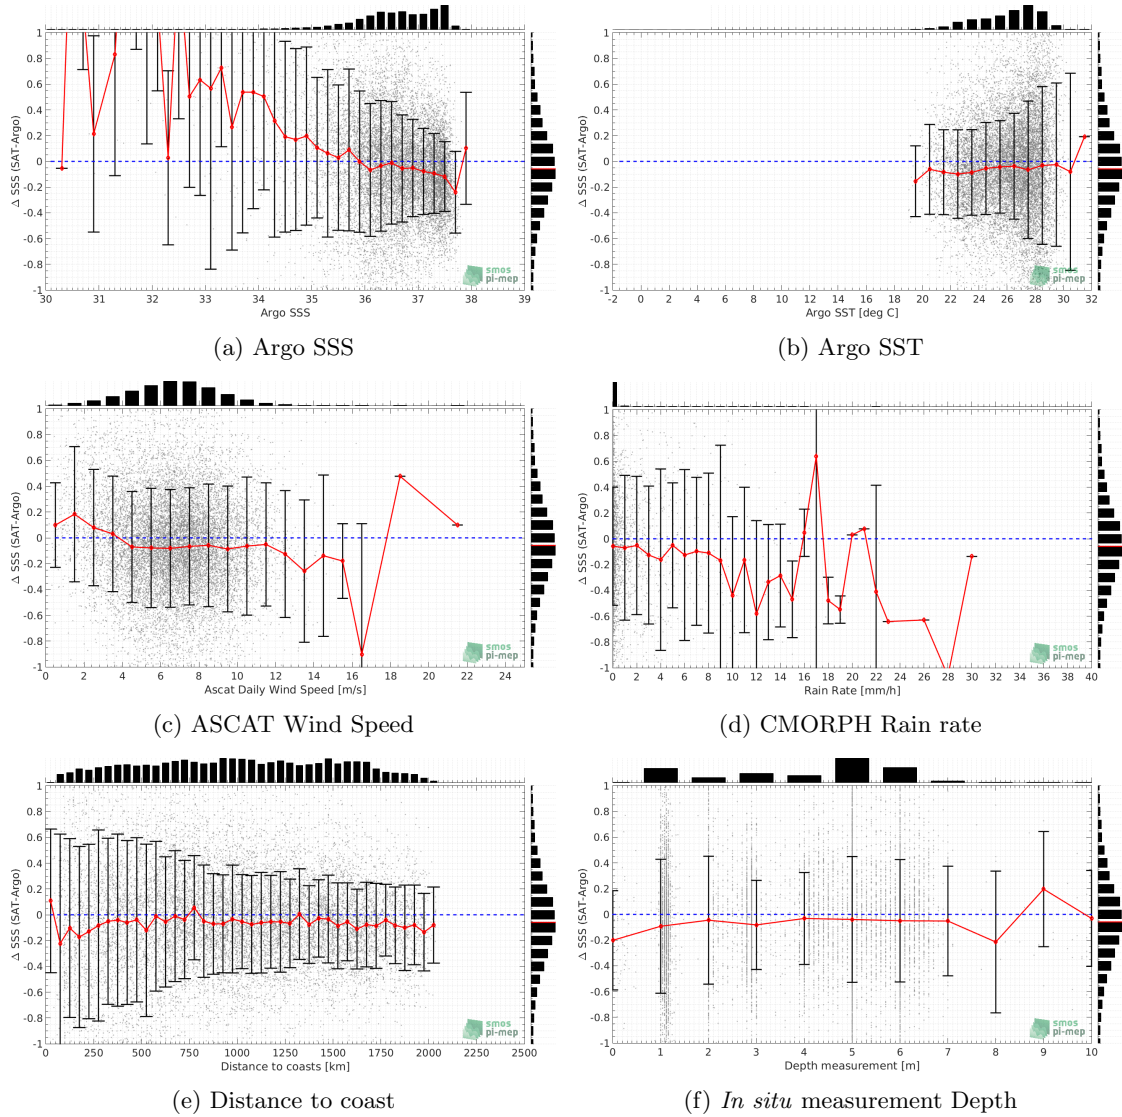 1
0.8
0.6
0.4
0.2
0
-0.2
-0.4
-0.6
-0.8
-1
Δ SSS (SAT-Argo)
30 31 32 33 34 35 36 37 38 39
Argo SSS
smos
pi-mep
(a) Argo SSS
1
0.8
0.6
0.4
0.2
0
-0.2
-0.4
-0.6
-0.8
-1
Δ SSS (SAT-Argo)
-2 0 2 4 6 8 10 12 14 16 18 20 22 24 26 28 30 32
Argo SST [deg C]
smos
pi-mep
(b) Argo SST
1
0.8
0.6
0.4
0.2
0
-0.2
-0.4
-0.6
-0.8
-1
Δ SSS (SAT-Argo)
0 2 4 6 8 10 12 14 16 18 20 22 24
Ascat Daily Wind Speed [m/s]
smos
pi-mep
(c) ASCAT Wind Speed
1
0.8
0.6
0.4
0.2
0
-0.2
-0.4
-0.6
-0.8
-1
Δ SSS (SAT-Argo)
0 2 4 6 8 10 12 14 16 18 20 22 24 26 28 30 32 34 36 38 40
Rain Rate [mm/h]
smos
pi-mep
(d) CMORPH Rain rate
1
0.8
0.6
0.4
0.2
0
-0.2
-0.4
-0.6
-0.8
-1
Δ SSS (SAT-Argo)
0 250 500 750 1000 1250 1500 1750 2000 2250 2500
Distance to coasts [km]
smos
pi-mep
(e) Distance to coast
1
0.8
0.6
0.4
0.2
0
-0.2
-0.4
-0.6
-0.8
-1
Δ SSS (SAT-Argo)
0 1 2 3 4 5 6 7 8 9 10
Depth measurement [m]
smos
pi-mep
(f) In situ measurement Depth